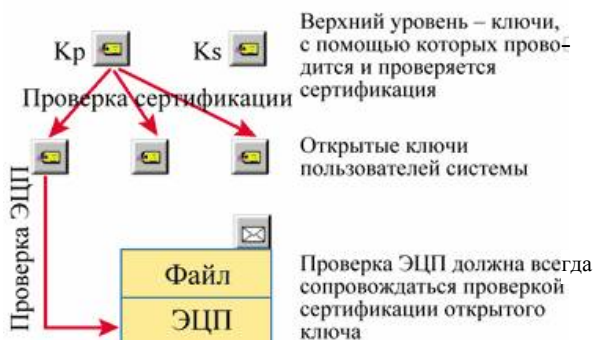 Kp
Ks
Верхний уровень – ключи,
с помощью которых прово-
дится и проверяется
сертификация
Проверка сертификации
Открытые ключи
пользователей системы
Проверка ЭЦП
Файл
ЭЦП
Проверка ЭЦП должна всегда
сопровождаться проверкой
сертификации открытого
ключа